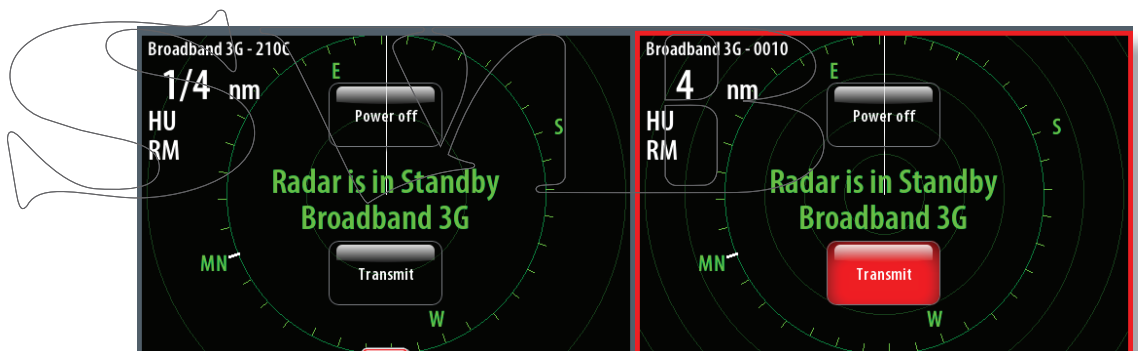 Broadband 3G - 210C
1/4 nm
HU
RM
E
Power off
S
Radar is in Standby
Broadband 3G
MN
Transmit
W
Broadband 3G - 0010
4 nm
HU
RM
E
Power off
S
Radar is in Standby
Broadband 3G
MN
Transmit
W